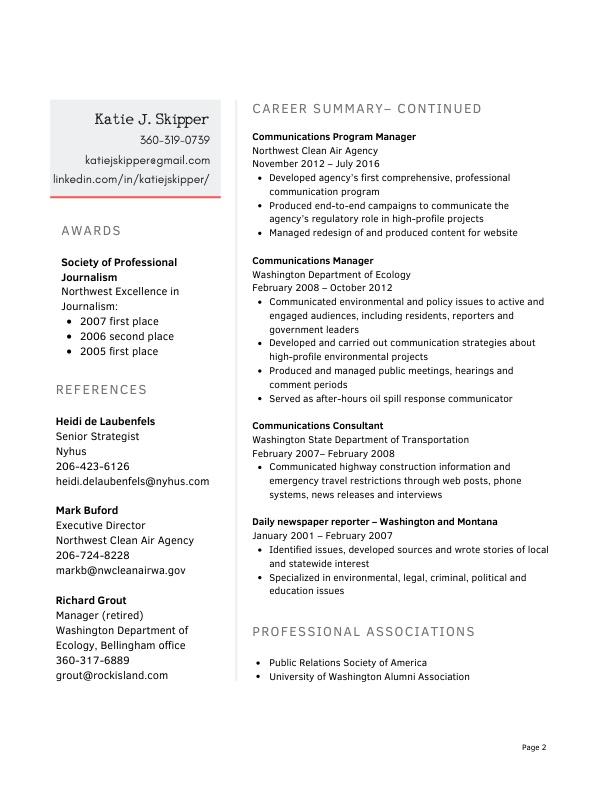 Katie J. Skipper
360-319-0739
katiejskipper@gmail.com
linkedin.com/in/katiejskipper/
AWARDS
Society of Professional
Journalism
Northwest Excellence in
Journalism:
• 2007 first place
• 2006 second place
• 2005 first place
REFERENCES
Heidi de Laubenfels
Senior Strategist
Nyhus
206-423-6126
heidi.delaubenfels@nyhus.com
Mark Buford
Executive Director
Northwest Clean Air Agency
206-724-8228
markb@nwcleanairwa.gov
Richard Grout
Manager (retired)
Washington Department of
Ecology, Bellingham office
360-317-6889
grout@rockisland.com
CAREER SUMMARY– CONTINUED
Communications Program Manager
Northwest Clean Air Agency
November 2012 – July 2016
• Developed agency's first comprehensive, professional
communication program
• Produced end-to-end campaigns to communicate the
agency's regulatory role in high-profile projects
• Managed redesign of and produced content for website
Communications Manager
Washington Department of Ecology
February 2008 – October 2012
• Communicated environmental and policy issues to active and
engaged audiences, including residents, reporters and
government leaders
• Developed and carried out communication strategies about
high-profile environmental projects
• Produced and managed public meetings, hearings and
comment periods
• Served as after-hours oil spill response communicator
Communications Consultant
Washington State Department of Transportation
February 2007– February 2008
• Communicated highway construction information and
emergency travel restrictions through web posts, phone
systems, news releases and interviews
Daily newspaper reporter – Washington and Montana
January 2001 – February 2007
• Identified issues, developed sources and wrote stories of local
and statewide interest
• Specialized in environmental, legal, criminal, political and
education issues
PROFESSIONAL ASSOCIATIONS
• Public Relations Society of America
• University of Washington Alumni Association
Page 2